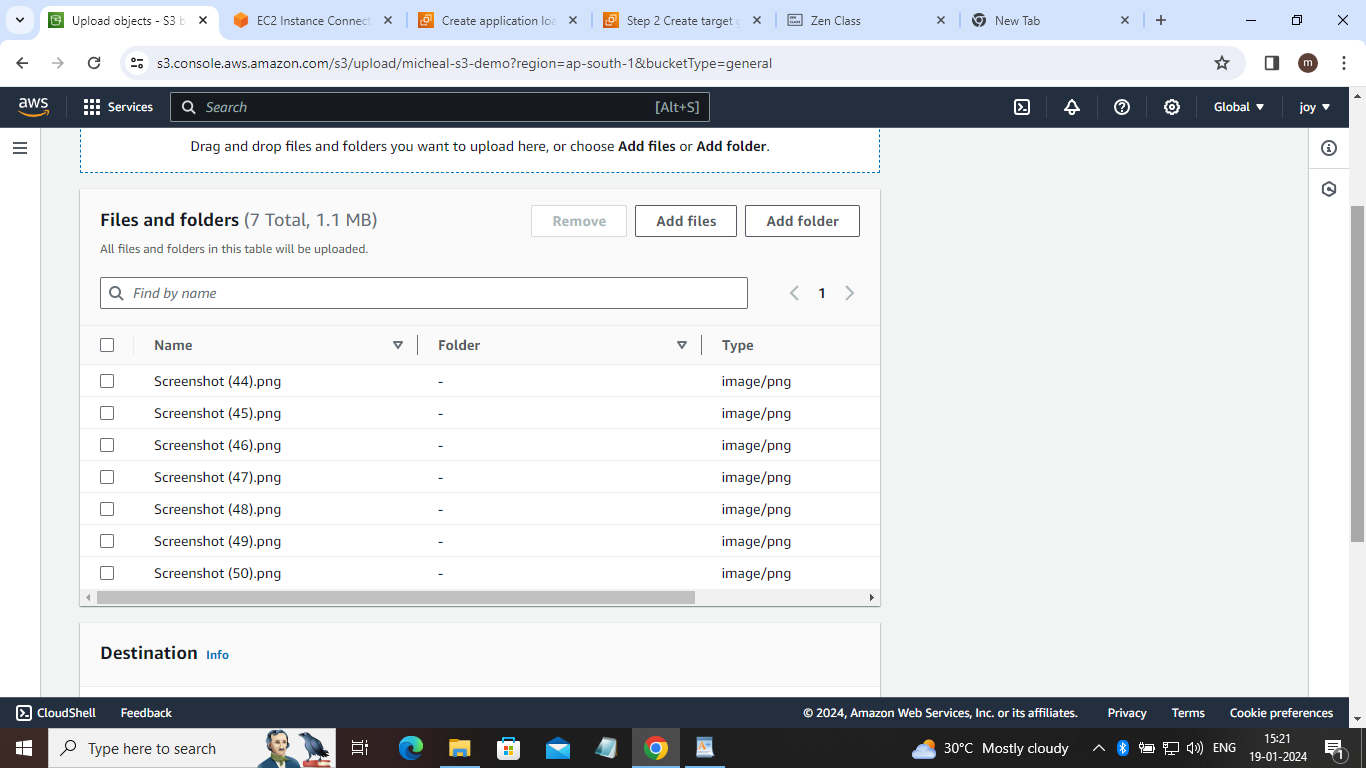 Upload objects - S3 b
EC2 Instance Connect
Create application loa
Step 2 Create target g
Zen Class
New Tab
s3.console.aws.amazon.com/s3/upload/micheal-s3-demo?region=ap-south-1&bucketType=general
m
aws
Services
Search
[Alt+S]
Global
joy
Drag and drop files and folders you want to upload here, or choose Add files or Add folder.
Files and folders (7 Total, 1.1 MB)
Remove
Add files
Add folder
All files and folders in this table will be uploaded.
Find by name
1
Name Folder Type
Screenshot (44).png - image/png
Screenshot (45).png - image/png
Screenshot (46).png - image/png
Screenshot (47).png - image/png
Screenshot (48).png - image/png
Screenshot (49).png - image/png
Screenshot (50).png - image/png
Destination Info
CloudShell
Feedback
© 2024, Amazon Web Services, Inc. or its affiliates.
Privacy
Terms
Cookie preferences
Type here to search
30°C Mostly cloudy
ENG
15:21
19-01-2024
1